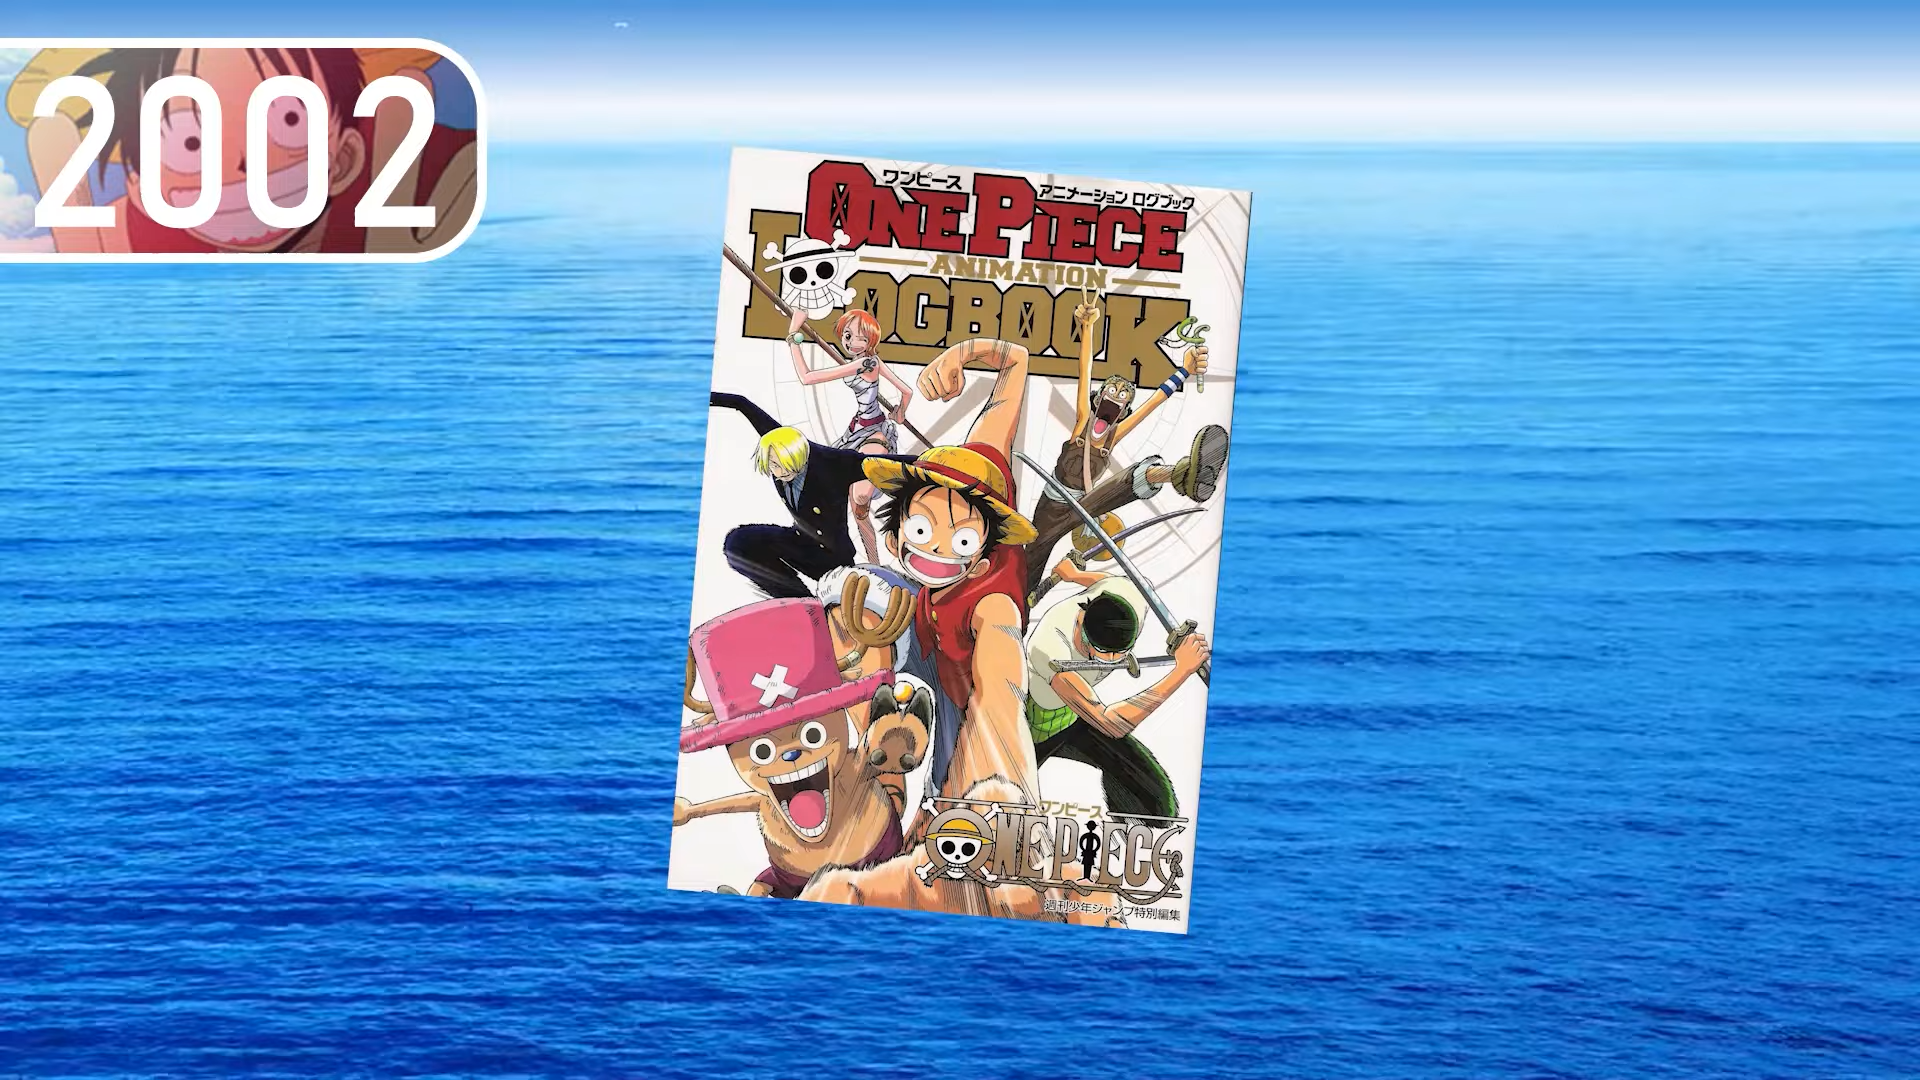 2002
ワンピース
アニメーション ログブック
ONE PIECE
ANIMATION
LOGBOOK
ワンピース
ONE PIECE
週刊少年ジャンプ特別編集